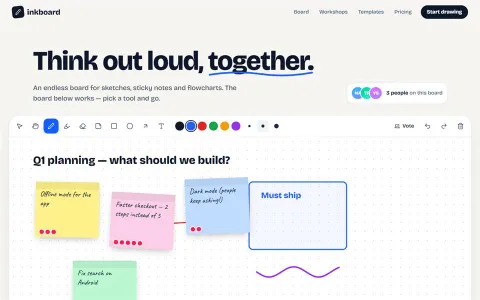 inkboard
Board
Workshops
Templates
Pricing
Start drawing
Think out loud, together.
An endless board for sketches, sticky notes and flowcharts. The
board below works — pick a tool and go.
3 people on this board
T
Vote
Q1 planning — what should we build?
Offline mode for the
app
Faster checkout — 2
steps instead of 5
Dark mode (people
keep asking!)
Must ship
Fix search on
Android